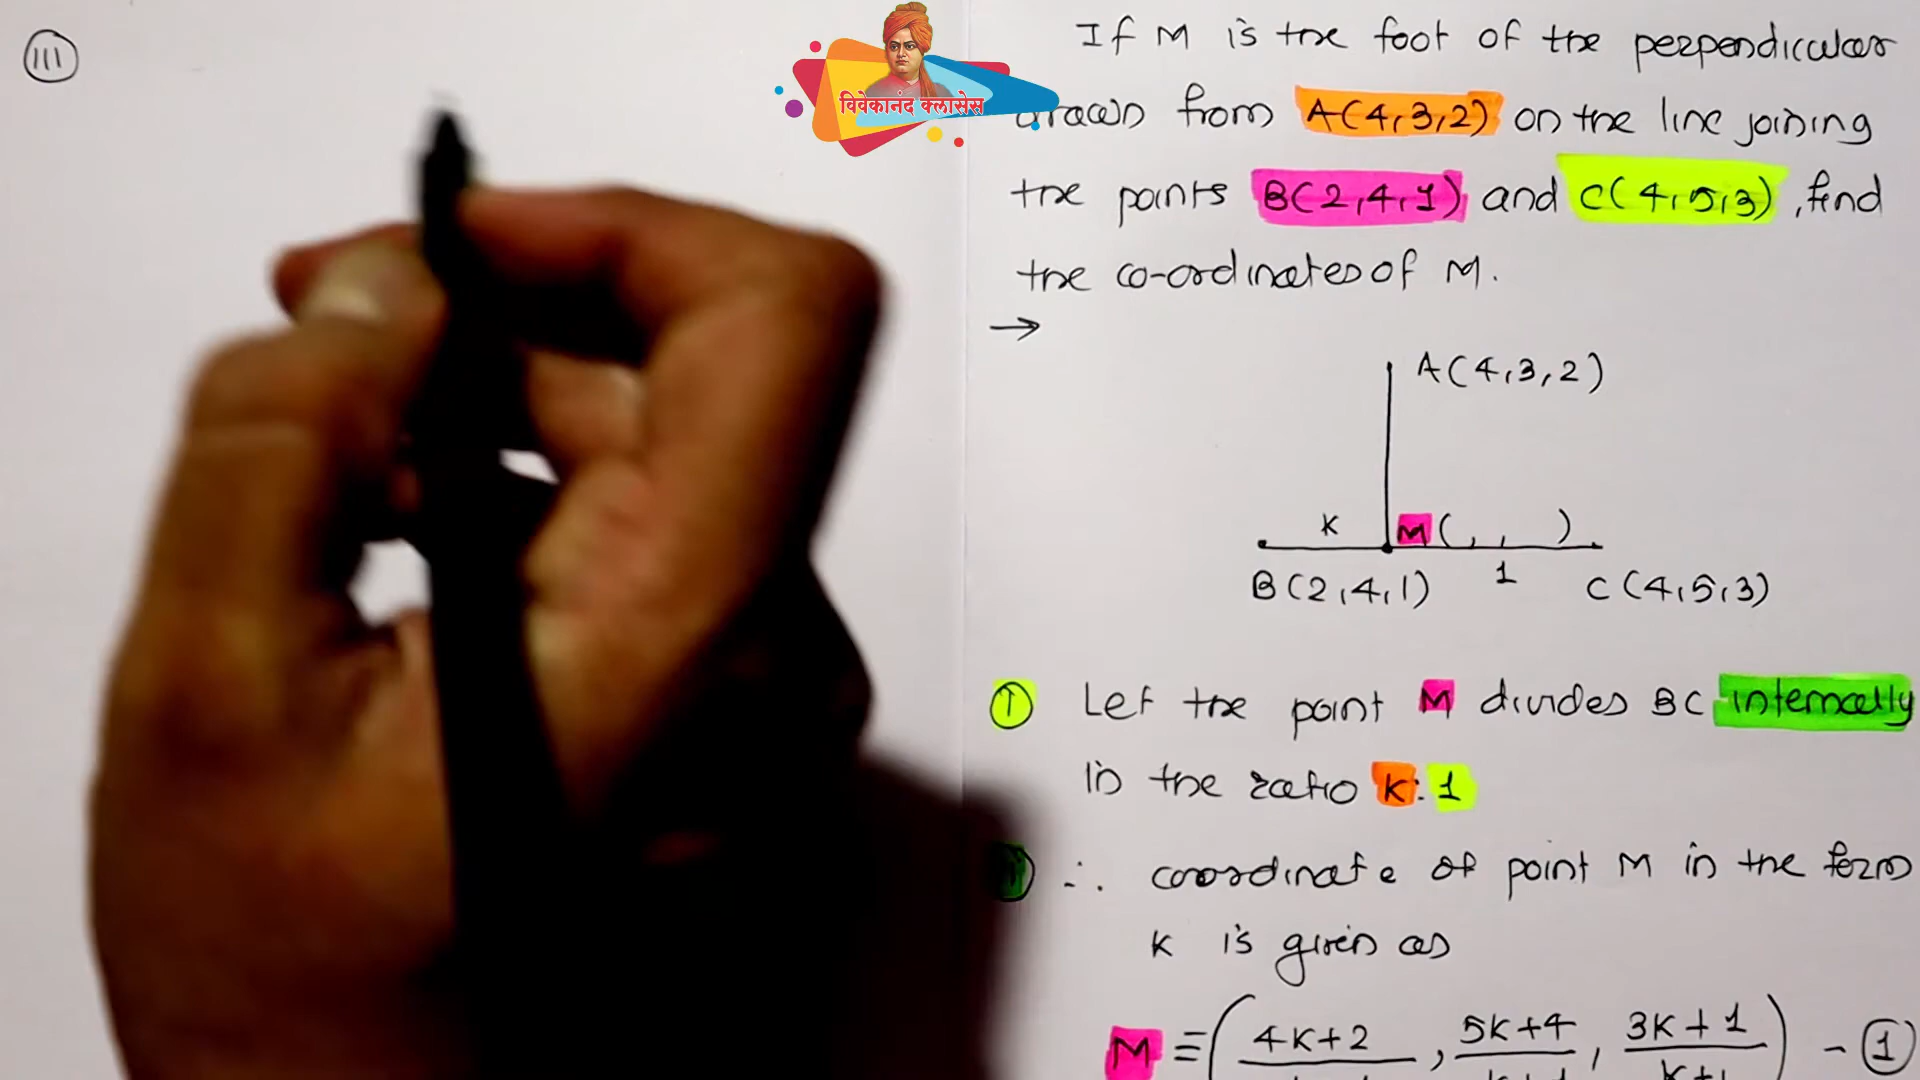 (111)
विवेकानंद क्लासेस
If M is the foot of the perpendicular
drawn from A(4,3,2) on the line joining
the points B(2,4,1) and C(4,5,3), find
the co-ordinates of M.
→
A(4,3,2)
K M( , , )
1
B(2,4,1) C(4,5,3)
① Let the point M divides BC internally
in the ratio K:1
∴ coordinate of point M in the form
K is given as
M ≡ (4K+2 , 5K+4 , 3K+1) - ①
K+1